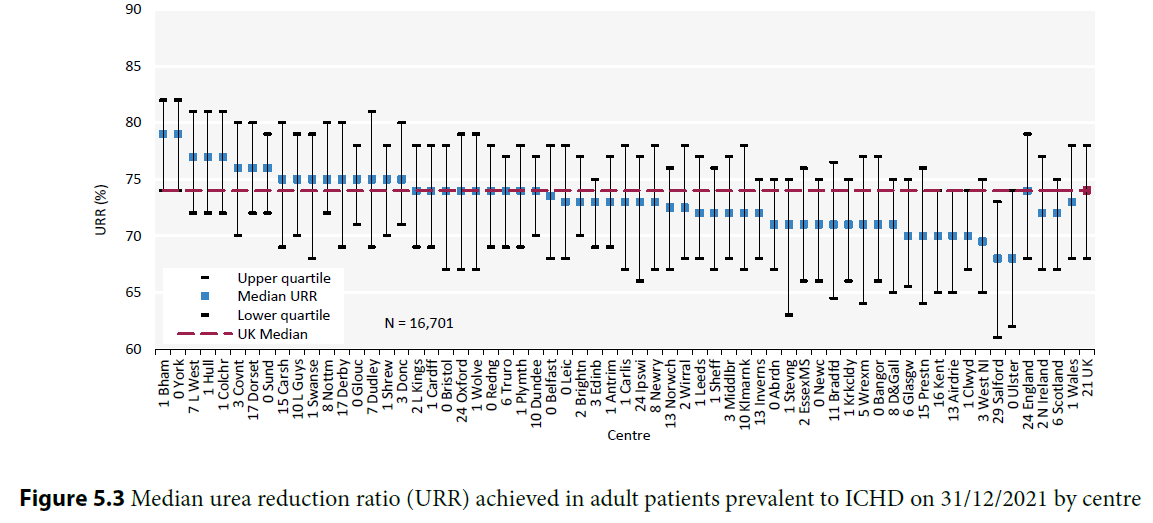 90
85
80
75
70
65
60
URR (%)
Upper quartile
Median URR
Lower quartile
UK Median
N = 16,701
1 Bham
0 York
7 L West
1 Hull
1 Colchr
3 Covnt
17 Dorset
0 Sund
15 Carsh
10 L Guys
1 Swanse
8 Nottm
17 Derby
0 Glouc
7 Dudley
1 Shrew
3 Donc
2 L Kings
1 Cardff
0 Bristol
24 Oxford
1 Wolve
0 Redng
6 Truro
1 Plymth
10 Dundee
0 Belfast
0 Leic
2 Brightn
3 Edinb
1 Antrim
1 Carlis
24 Ipswi
8 Newry
13 Norwch
2 Wirral
1 Leeds
1 Sheff
3 Middlbr
10 Klmarnk
13 Inverns
0 Abrdn
1 Stevng
2 EssexMS
0 Newc
11 Bradfd
1 Krkcldy
5 Wrexm
0 Bangor
8 D&Gall
6 Glasgw
15 Prestn
16 Kent
13 Airdrie
1 Clwyd
3 West NI
29 Salford
0 Ulster
24 England
2 N Ireland
6 Scotland
1 Wales
21 UK
Centre
Figure 5.3 Median urea reduction ratio (URR) achieved in adult patients prevalent to ICHD on 31/12/2021 by centre